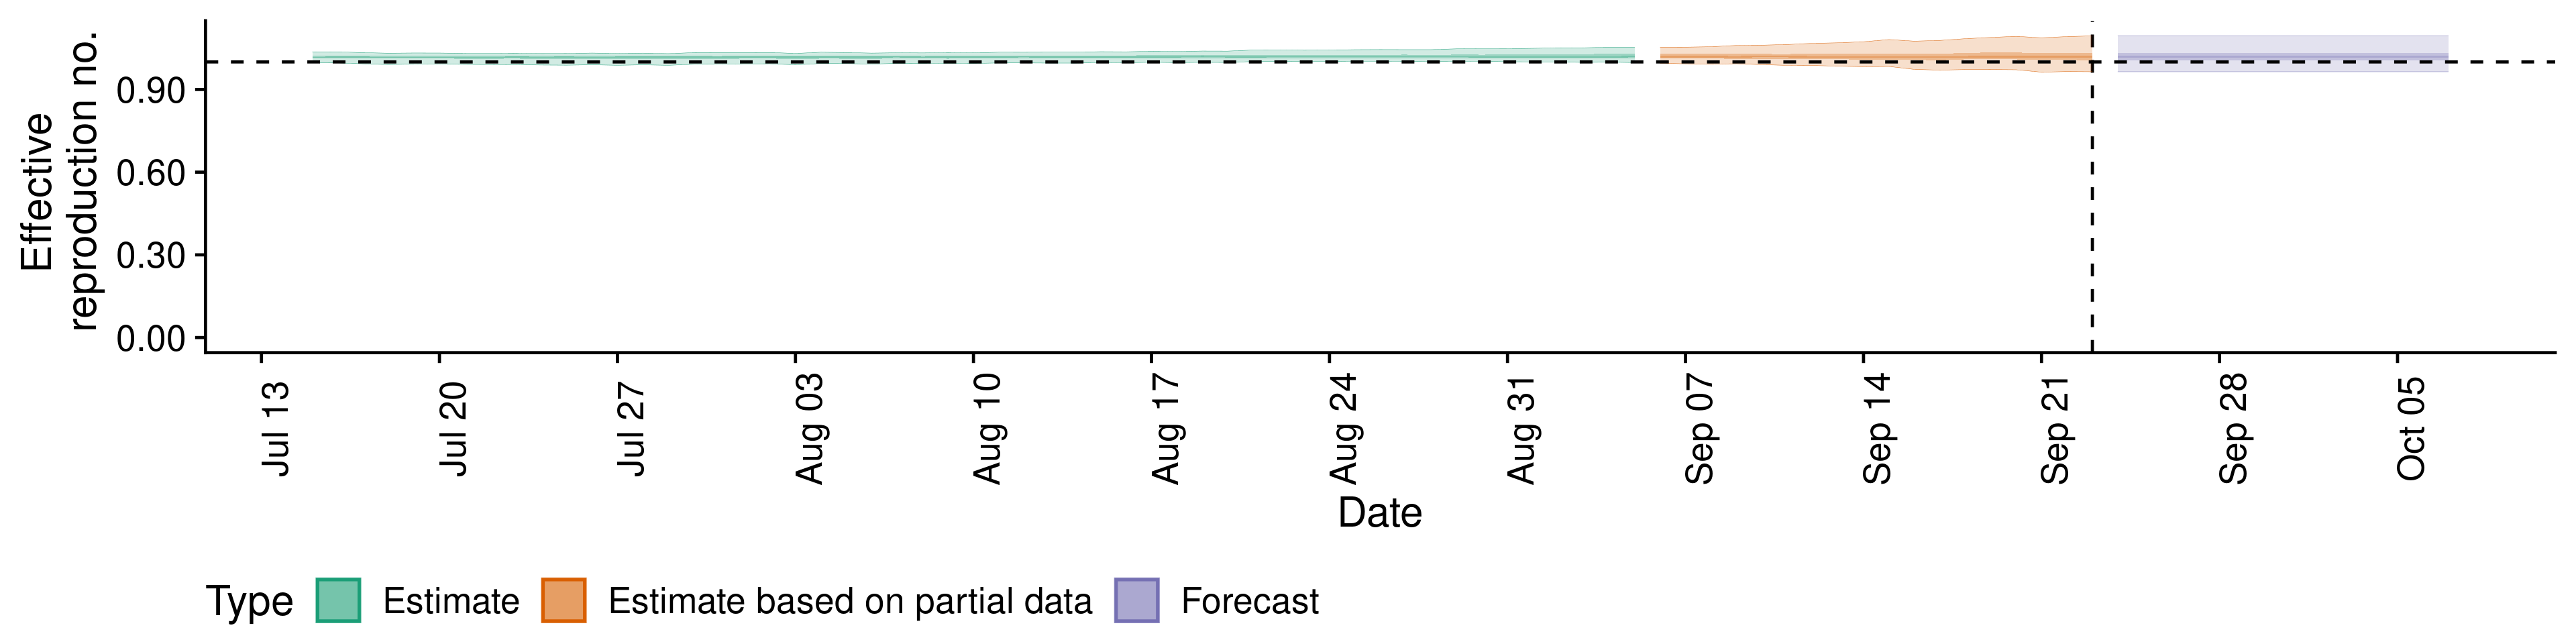 Effective
reproduction no.
0.90
0.60
0.30
0.00
Jul 13
Jul 20
Jul 27
Aug 03
Aug 10
Aug 17
Aug 24
Aug 31
Sep 07
Sep 14
Sep 21
Sep 28
Oct 05
Date
Type Estimate Estimate based on partial data Forecast